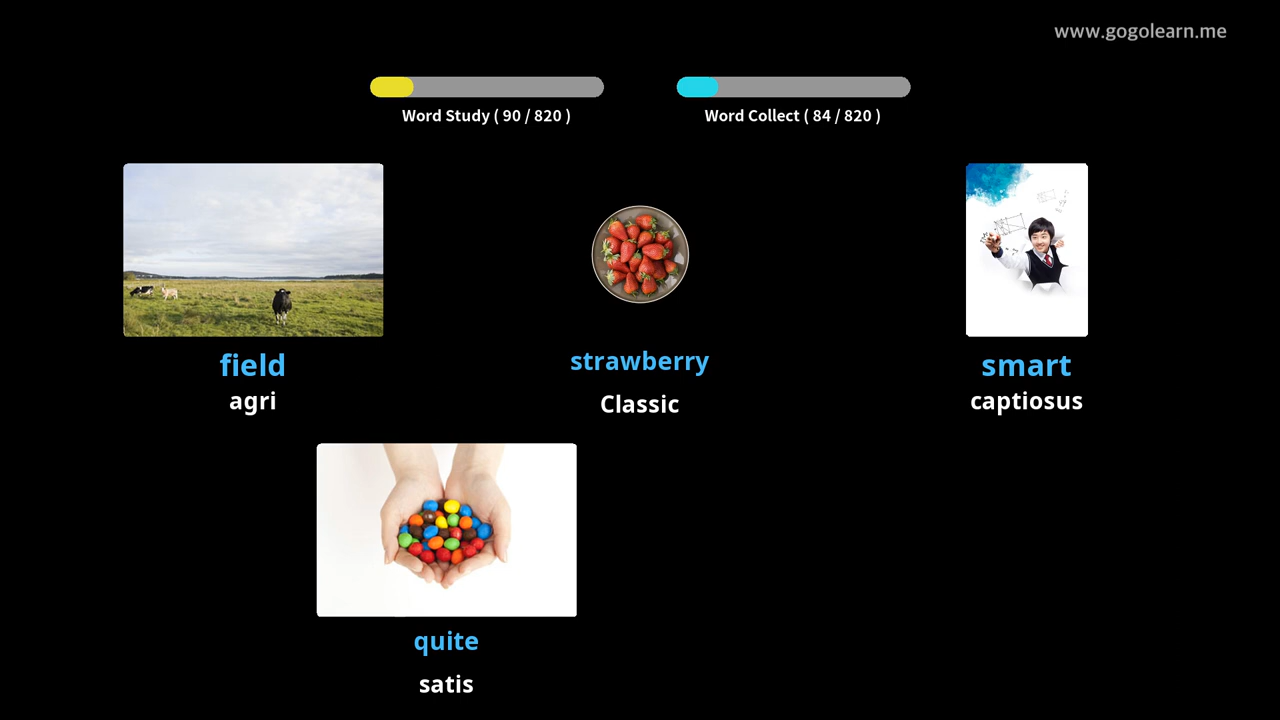 www.gogolearn.me
Word Study ( 90 / 820 )
Word Collect ( 84 / 820 )
field
agri
strawberry
Classic
smart
captiosus
quite
satis